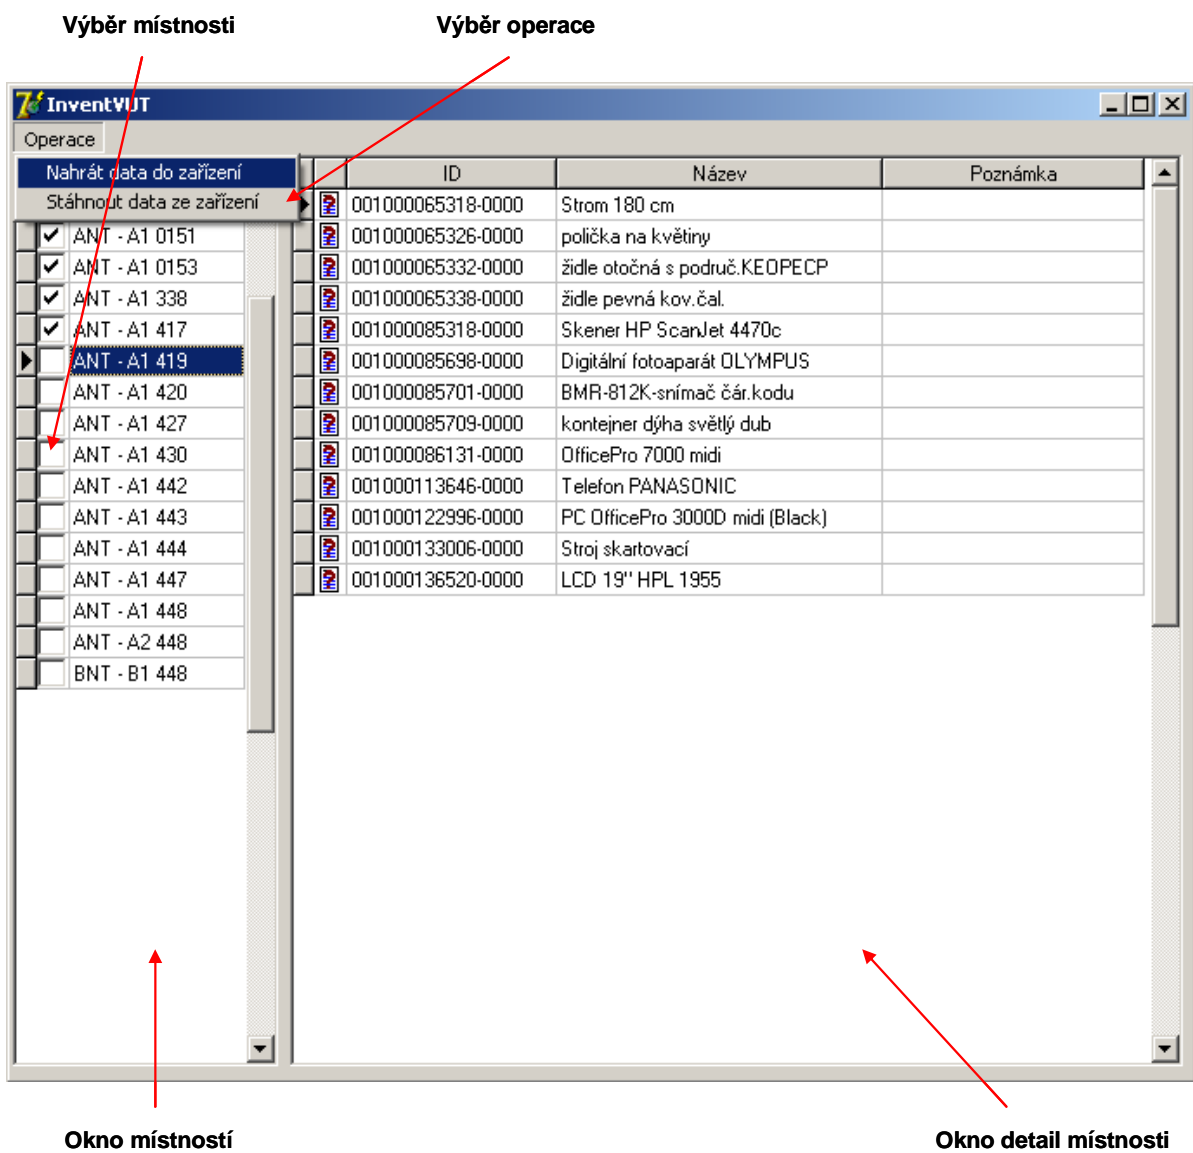 Výběr místnosti
Výběr operace
InventVUT
Operace
Nahrát data do zařízení
Stáhnout data ze zařízení
ANT - A1 0151
ANT - A1 0153
ANT - A1 338
ANT - A1 417
ANT - A1 419
ANT - A1 420
ANT - A1 427
ANT - A1 430
ANT - A1 442
ANT - A1 443
ANT - A1 444
ANT - A1 447
ANT - A1 448
ANT - A2 448
BNT - B1 448
ID Název Poznámka
001000065318-0000 Strom 180 cm
001000065326-0000 polička na květiny
001000065332-0000 židle otočná s područ.KEOPECP
001000065338-0000 židle pevná kov.čal.
001000085318-0000 Skener HP ScanJet 4470c
001000085698-0000 Digitální fotoaparát OLYMPUS
001000085701-0000 BMR-812K-snímač čár.kodu
001000085709-0000 kontejner dýha světlý dub
001000086131-0000 OfficePro 7000 midi
001000113646-0000 Telefon PANASONIC
001000122996-0000 PC OfficePro 3000D midi (Black)
001000133006-0000 Stroj skartovací
001000136520-0000 LCD 19'' HPL 1955
Okno místností
Okno detail místnosti